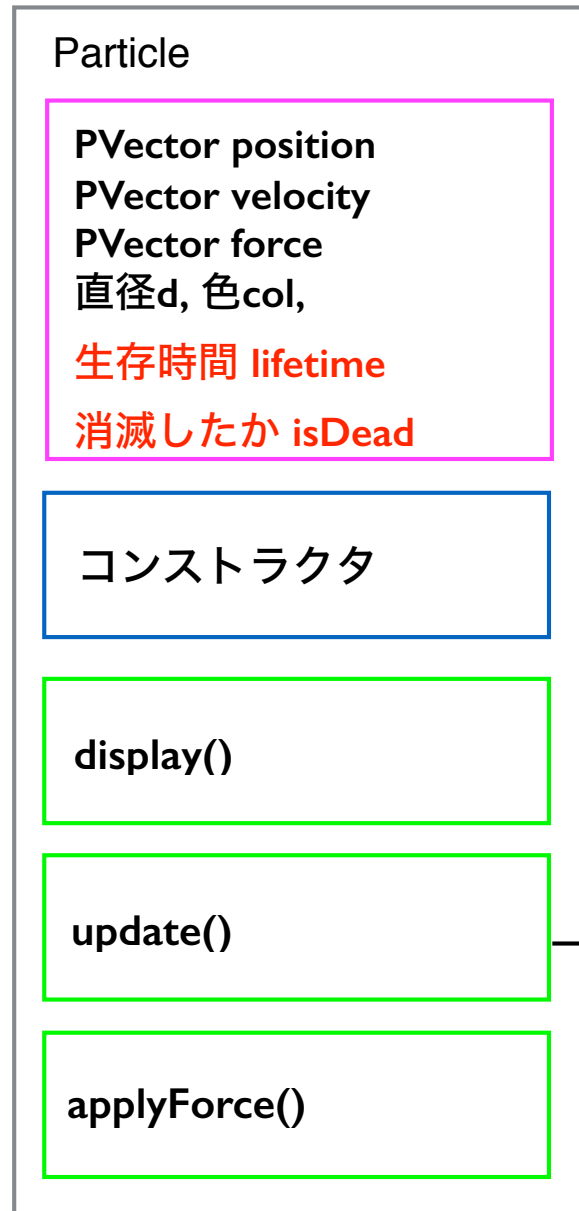 Particle
PVector position
PVector velocity
PVector force
直径d, 色col,
生存時間 lifetime
消滅したか isDead
コンストラクタ
display()
update()
applyForce()